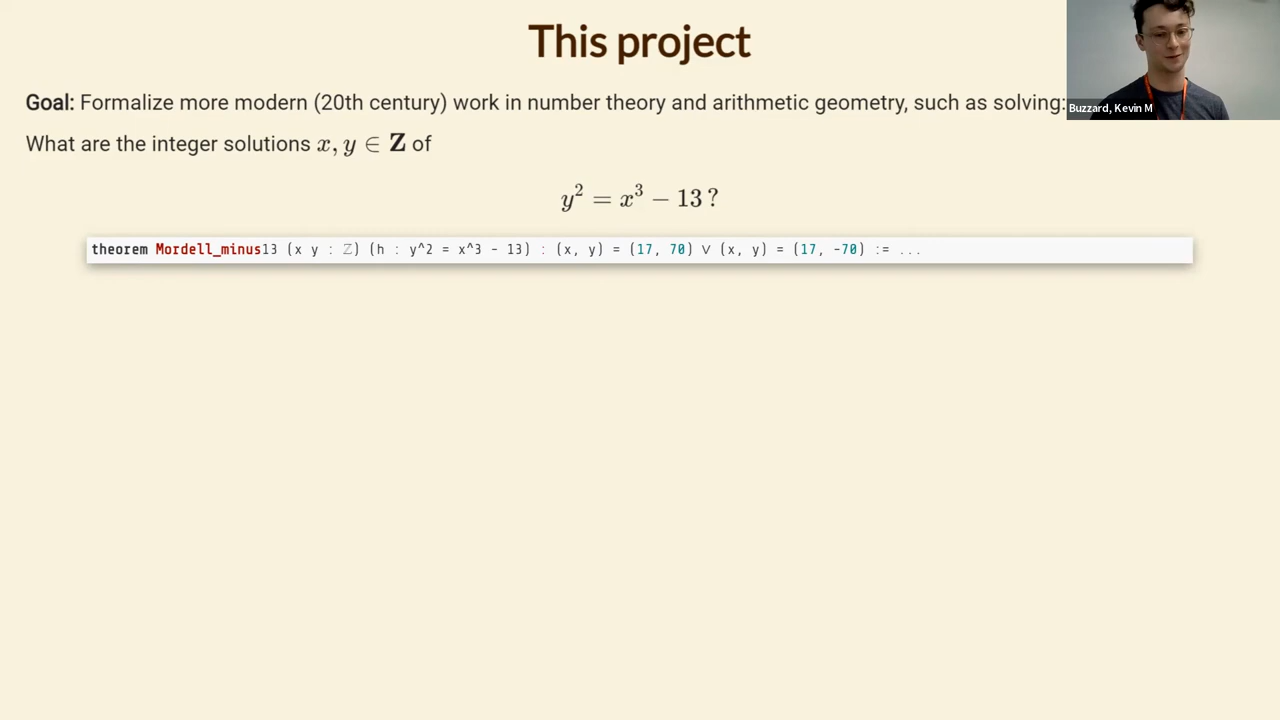 This project
Goal: Formalize more modern (20th century) work in number theory and arithmetic geometry, such as solving:
Buzzard, Kevin M
What are the integer solutions x, y ∈ Z of
y² = x³ − 13 ?
theorem Mordell_minus13 (x y : ℤ) (h : y^2 = x^3 - 13) : (x, y) = (17, 70) ∨ (x, y) = (17, -70) := ...